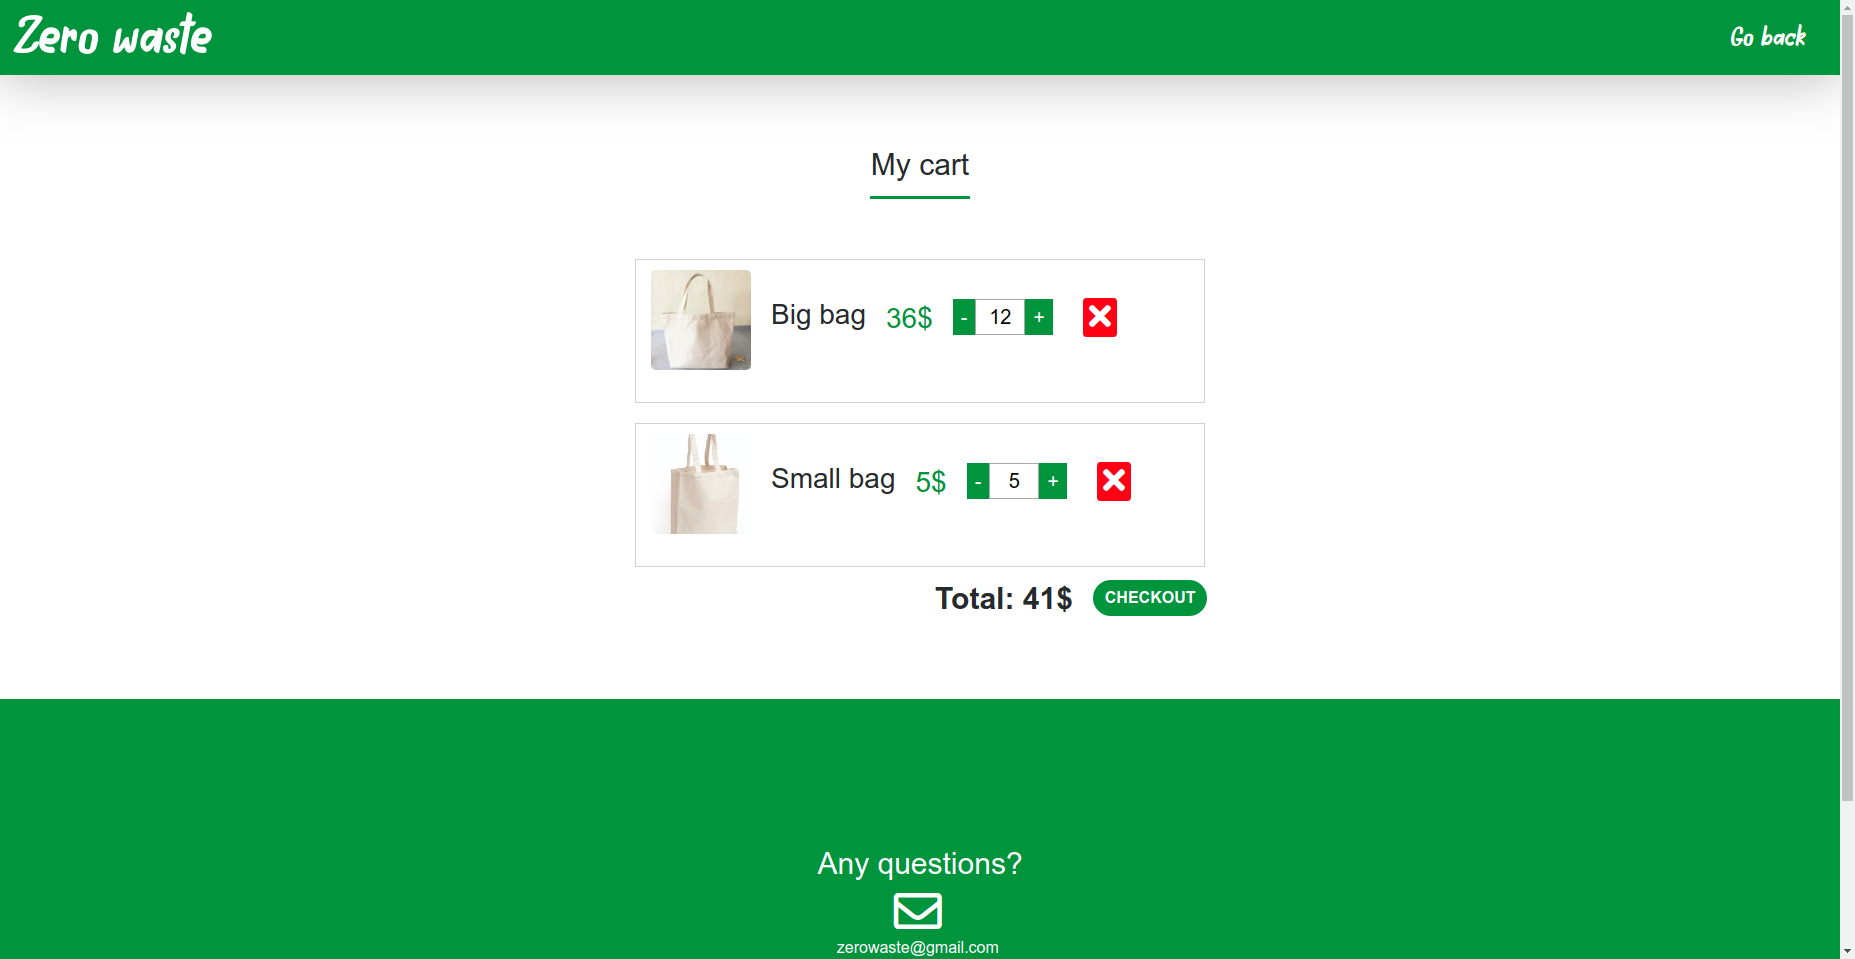 Zero waste
Go back
My cart
Big bag 36$ - 12 +
Small bag 5$ - 5 +
Total: 41$ CHECKOUT
Any questions?
zerowaste@gmail.com